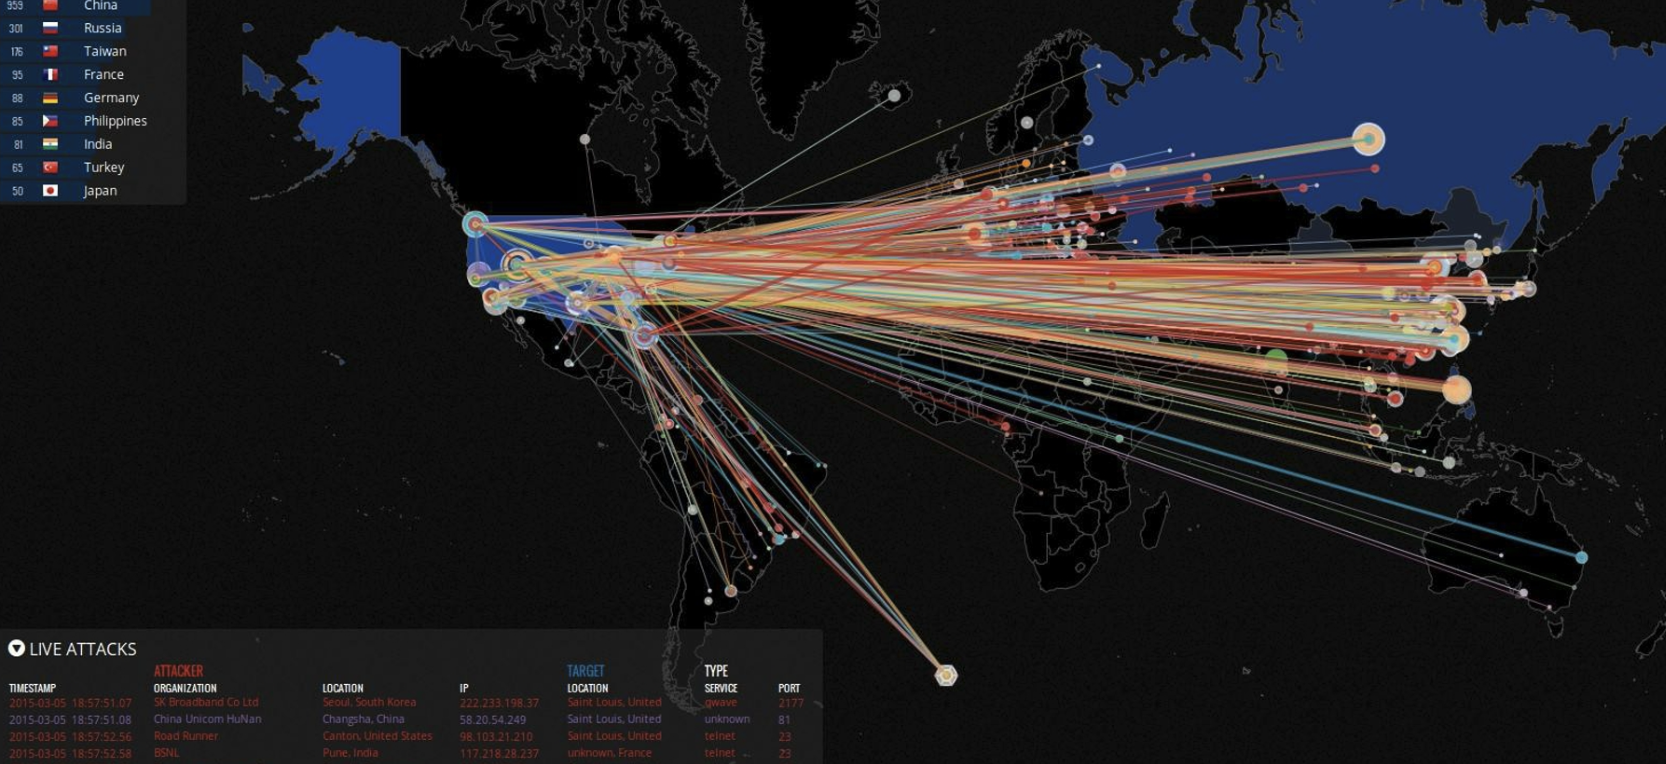 959 China
301 Russia
176 Taiwan
95 France
88 Germany
85 Philippines
81 India
65 Turkey
50 Japan
LIVE ATTACKS
ATTACKER TARGET TYPE
TIMESTAMP ORGANIZATION LOCATION IP LOCATION SERVICE PORT
2015-03-05 18:57:51.07 SK Broadband Co Ltd Seoul, South Korea 222.233.198.37 Saint Louis, United gwave 2177
2015-03-05 18:57:51.08 China Unicom HuNan Changsha, China 58.20.54.249 Saint Louis, United unknown 81
2015-03-05 18:57:52.56 Road Runner Canton, United States 98.103.21.210 Saint Louis, United telnet 23
2015-03-05 18:57:52.58 BSNL Pune, India 117.218.28.237 unknown, France telnet 23